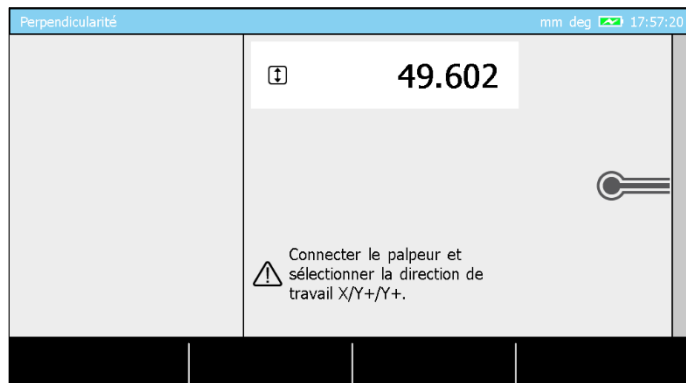 Perpendicularité
mm deg 17:57:20
49.602
Connecter le palpeur et
sélectionner la direction de
travail X/Y+/Y+.